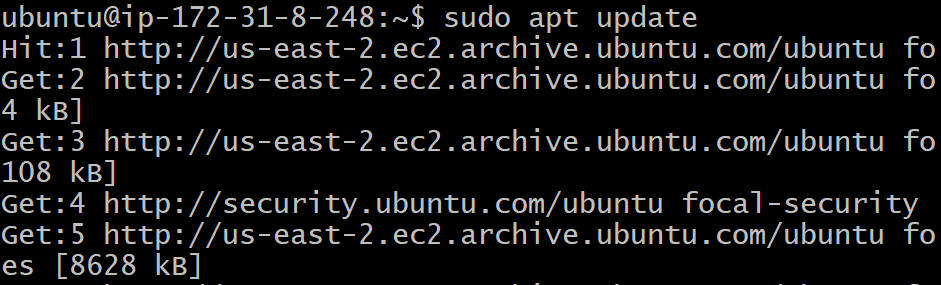 ubuntu@ip-172-31-8-248:~$ sudo apt update
Hit:1 http://us-east-2.ec2.archive.ubuntu.com/ubuntu fo
Get:2 http://us-east-2.ec2.archive.ubuntu.com/ubuntu fo
4 kB]
Get:3 http://us-east-2.ec2.archive.ubuntu.com/ubuntu fo
108 kB]
Get:4 http://security.ubuntu.com/ubuntu focal-security
Get:5 http://us-east-2.ec2.archive.ubuntu.com/ubuntu fo
es [8628 kB]